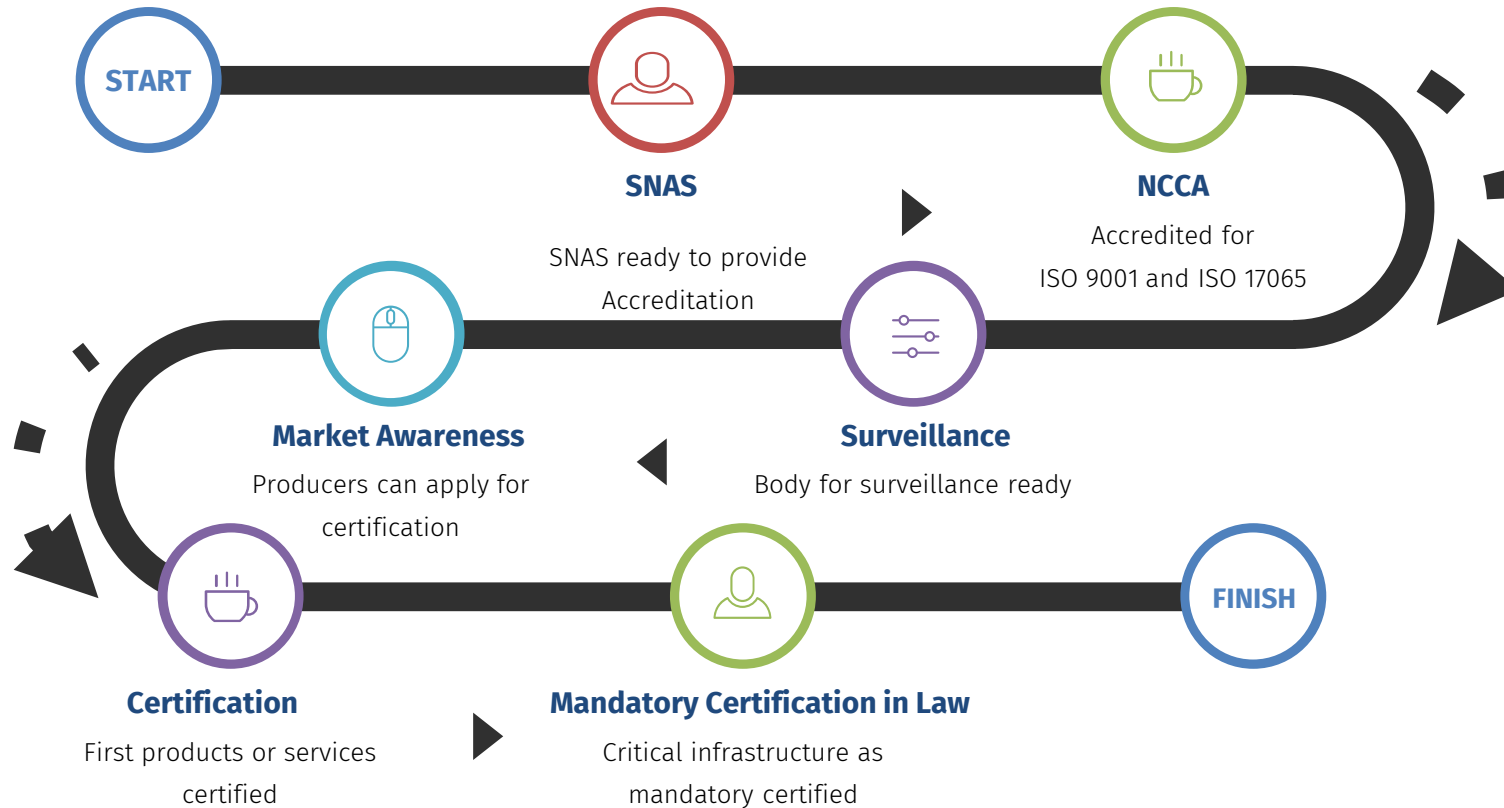 START
SNAS
SNAS ready to provide
Accreditation
NCCA
Accredited for
ISO 9001 and ISO 17065
Surveillance
Body for surveillance ready
Market Awareness
Producers can apply for
certification
Certification
First products or services
certified
Mandatory Certification in Law
Critical infrastructure as
mandatory certified
FINISH